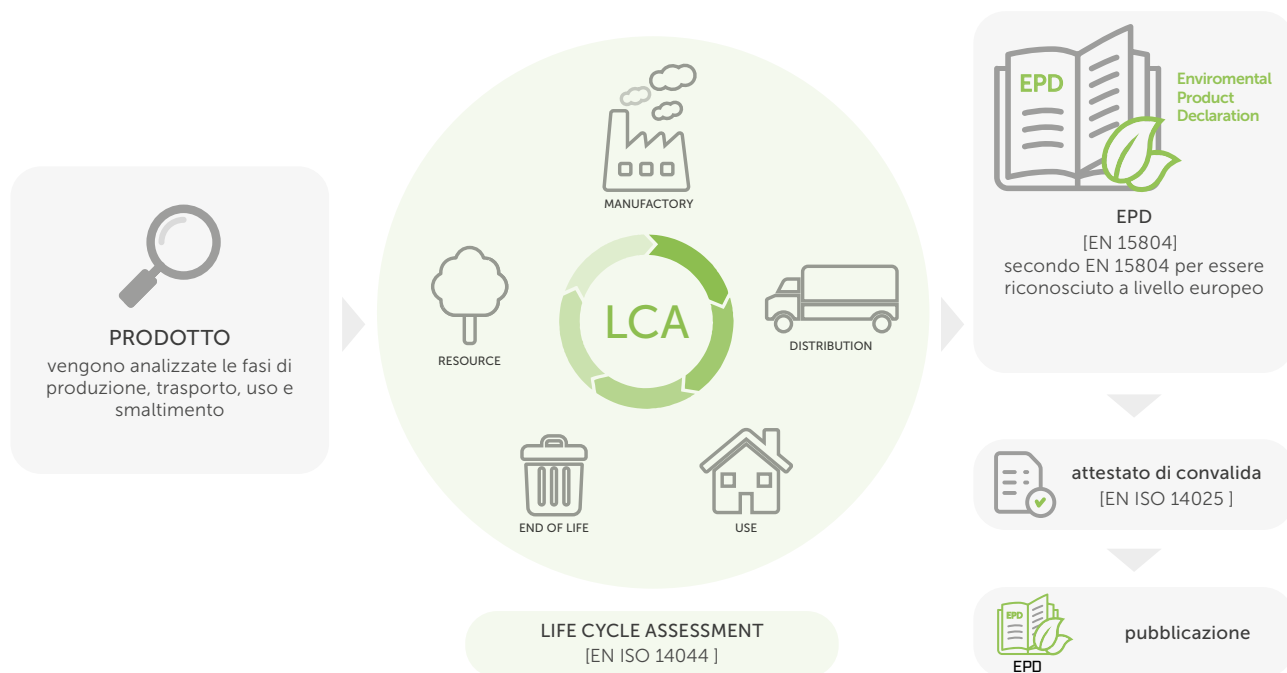 PRODOTTO
vengono analizzate le fasi di
produzione, trasporto, uso e
smaltimento
MANUFACTORY
RESOURCE
LCA
DISTRIBUTION
END OF LIFE
USE
LIFE CYCLE ASSESSMENT
[EN ISO 14044 ]
EPD
Enviromental
Product
Declaration
EPD
[EN 15804]
secondo EN 15804 per essere
riconosciuto a livello europeo
attestato di convalida
[EN ISO 14025 ]
EPD
EPD
pubblicazione